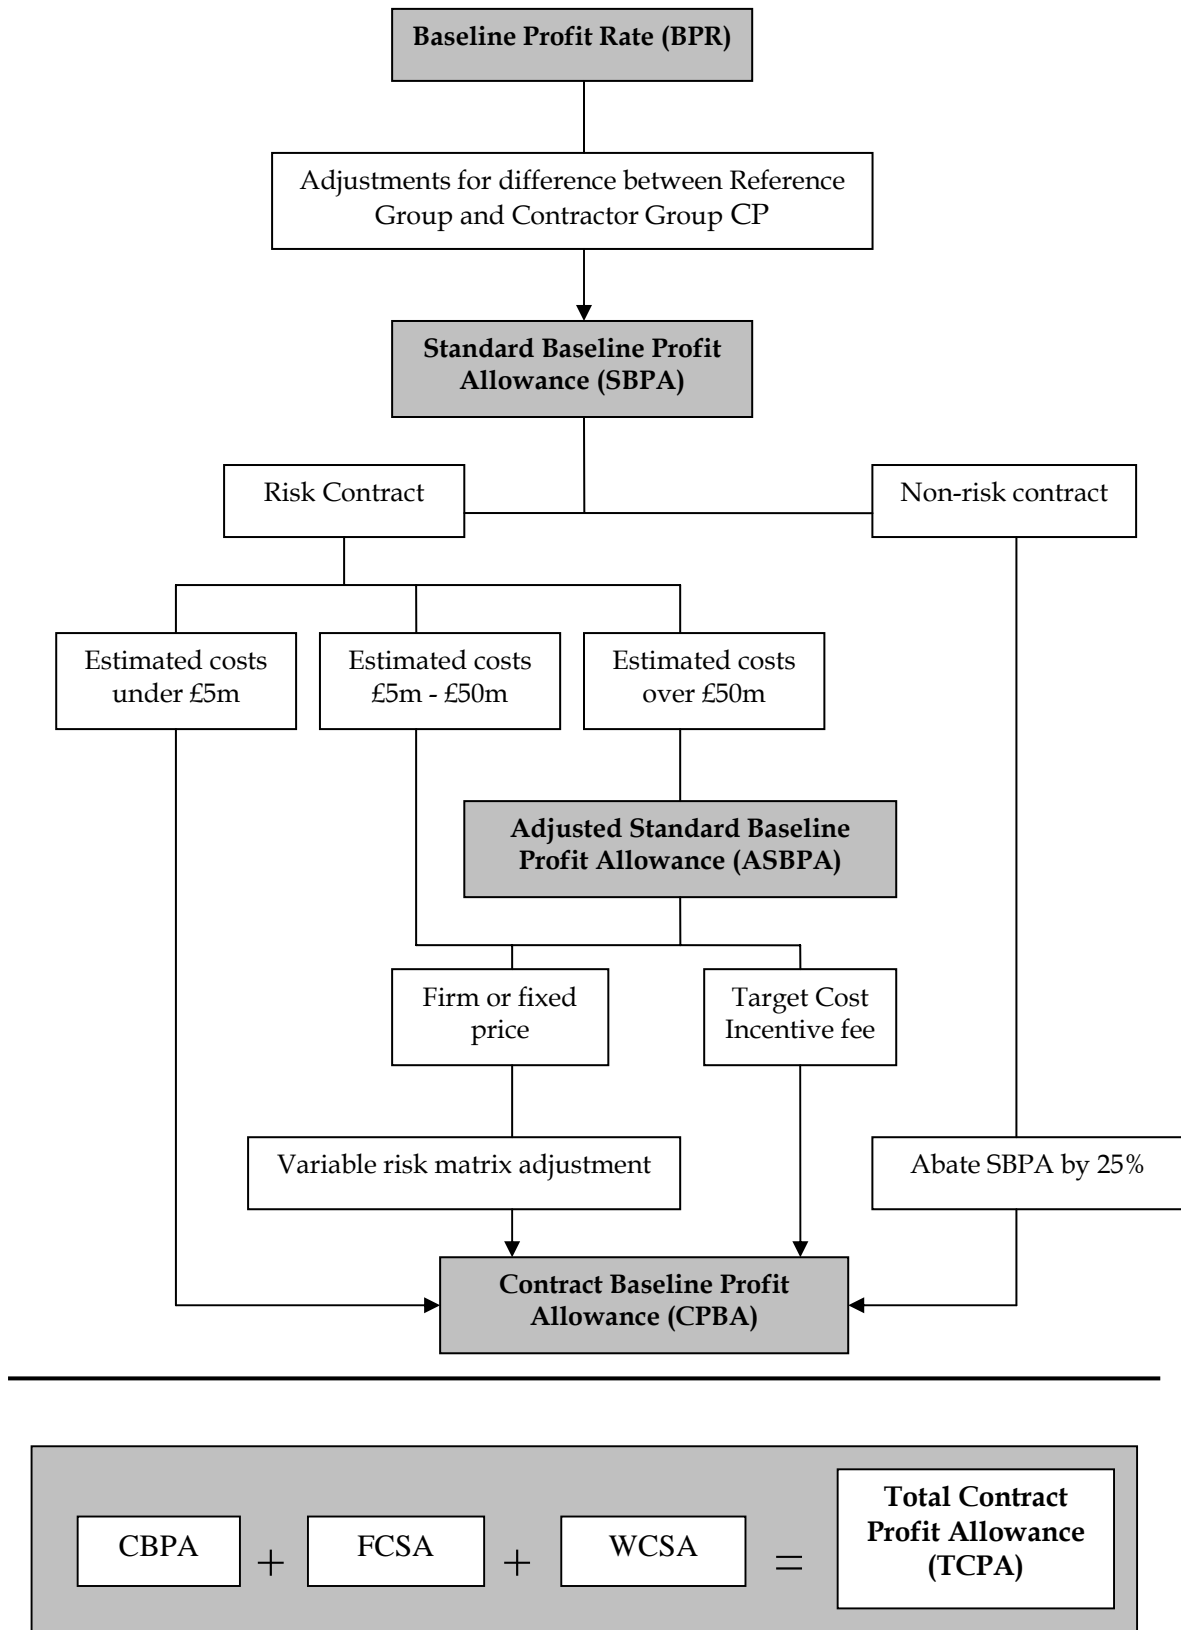 Baseline Profit Rate (BPR)
Adjustments for difference between Reference
Group and Contractor Group CP
Standard Baseline Profit
Allowance (SBPA)
Risk Contract
Non-risk contract
Estimated costs
under £5m
Estimated costs
£5m - £50m
Estimated costs
over £50m
Adjusted Standard Baseline
Profit Allowance (ASBPA)
Firm or fixed
price
Target Cost
Incentive fee
Variable risk matrix adjustment
Abate SBPA by 25%
Contract Baseline Profit
Allowance (CPBA)
CBPA + FCSA + WCSA =
Total Contract
Profit Allowance
(TCPA)